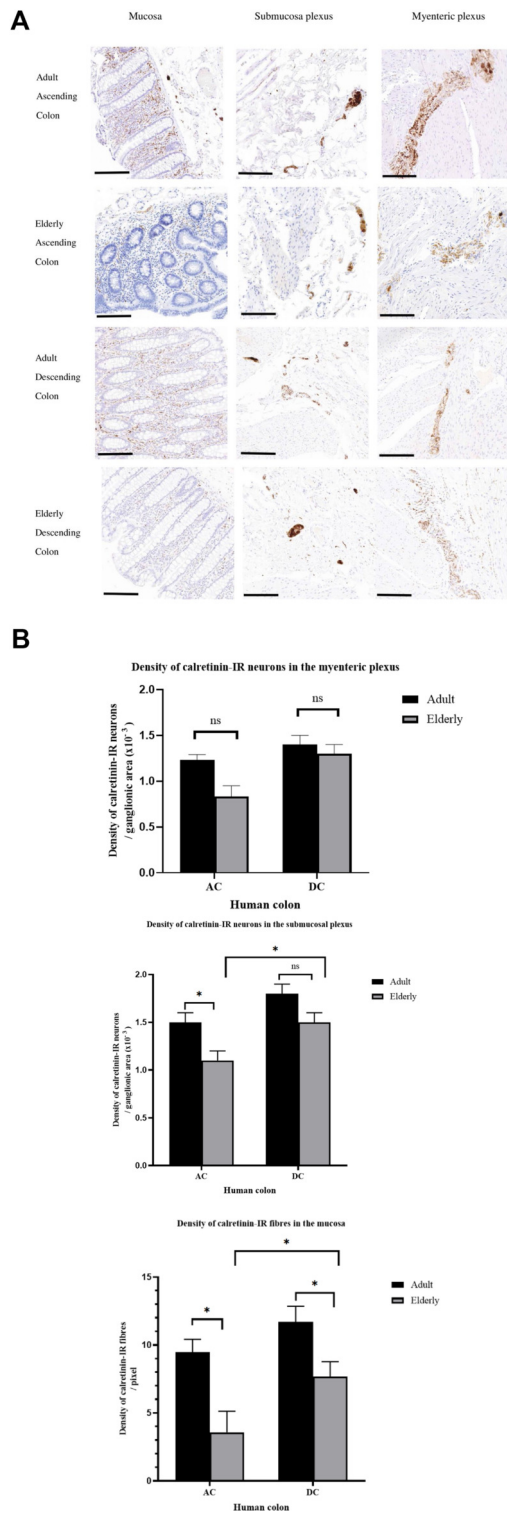 A
Mucosa Submucosa plexus Myenteric plexus
Adult
Ascending
Colon
Elderly
Ascending
Colon
Adult
Descending
Colon
Elderly
Descending
Colon
B
Density of calretinin-IR neurons in the myenteric plexus
Density of calretinin-IR neurons
/ ganglionic area (x10⁻³)
2.0
1.5
1.0
0.5
0.0
ns
ns
Adult
Elderly
AC DC
Human colon
Density of calretinin-IR neurons in the submucosal plexus
Density of calretinin-IR neurons
/ ganglionic area (x10⁻³)
2.0
1.5
1.0
0.5
0.0
*
*
ns
Adult
Elderly
AC DC
Human colon
Density of calretinin-IR fibres in the mucosa
Density of calretinin-IR fibres
/ pixel
15
10
5
0
*
*
*
Adult
Elderly
AC DC
Human colon